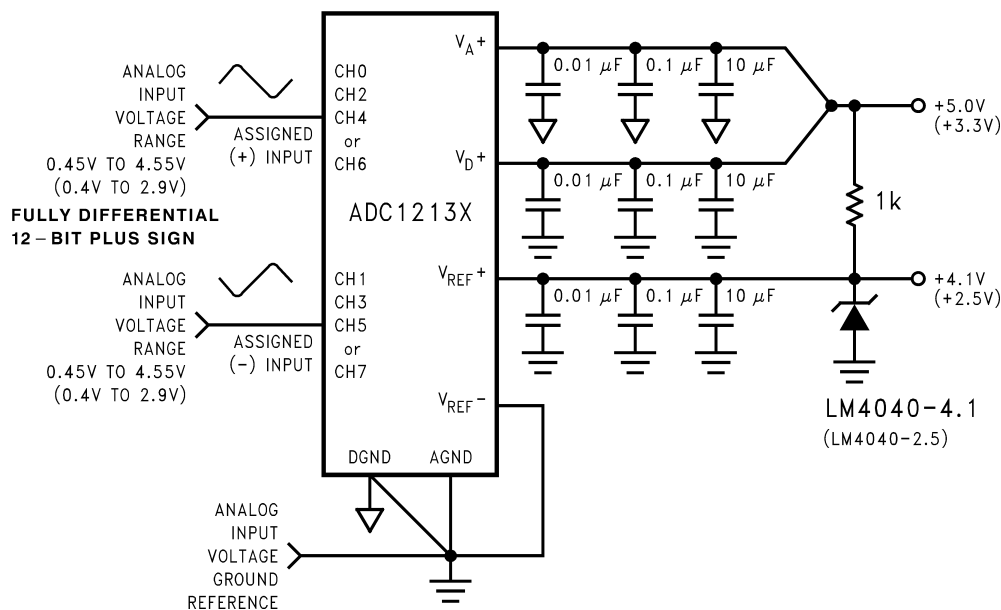 ANALOG
INPUT
VOLTAGE
RANGE
0.45V TO 4.55V
(0.4V TO 2.9V)
FULLY DIFFERENTIAL
12-BIT PLUS SIGN
ASSIGNED
(+) INPUT
ANALOG
INPUT
VOLTAGE
RANGE
0.45V TO 4.55V
(0.4V TO 2.9V)
ASSIGNED
(-) INPUT
CH0
CH2
CH4
or
CH6
ADC1213X
CH1
CH3
CH5
or
CH7
VA+
VD+
VREF+
VREF-
DGND
AGND
0.01 μF
0.1 μF
10 μF
0.01 μF
0.1 μF
10 μF
0.01 μF
0.1 μF
10 μF
+5.0V
(+3.3V)
1k
+4.1V
(+2.5V)
LM4040-4.1
(LM4040-2.5)
ANALOG
INPUT
VOLTAGE
GROUND
REFERENCE